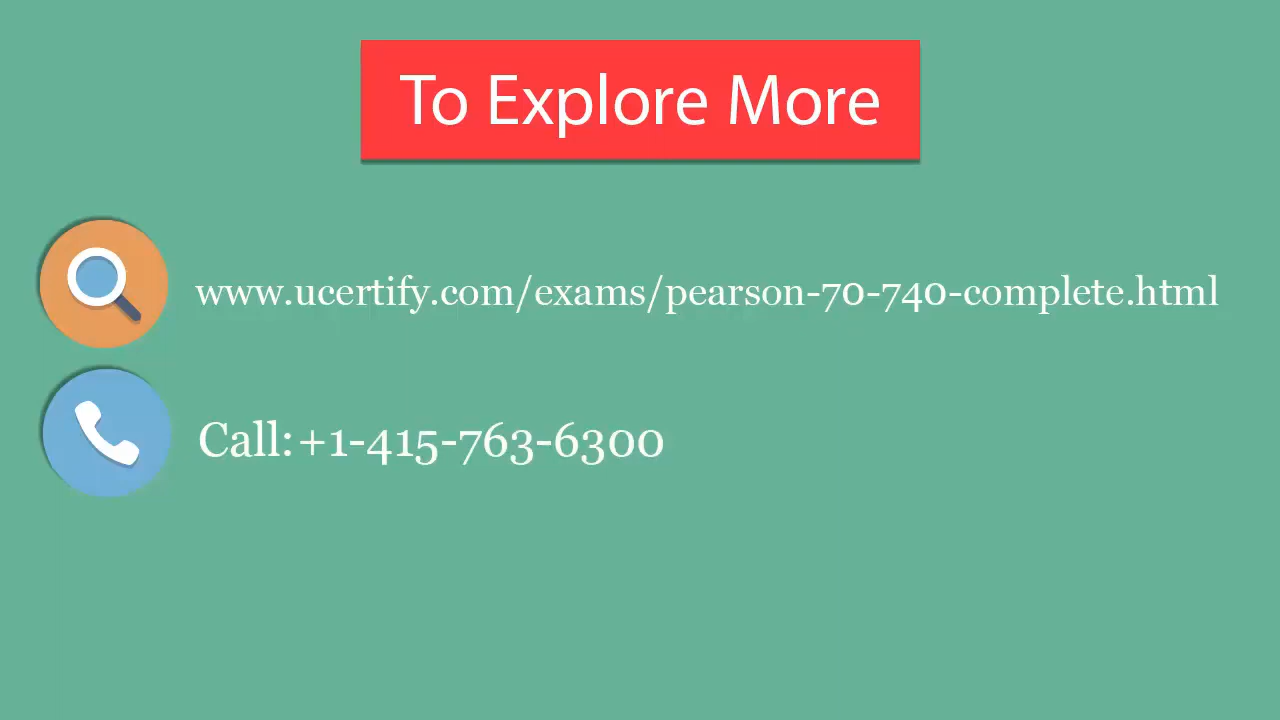 To Explore More
www.ucertify.com/exams/pearson-70-740-complete.html
Call:+1-415-763-6300